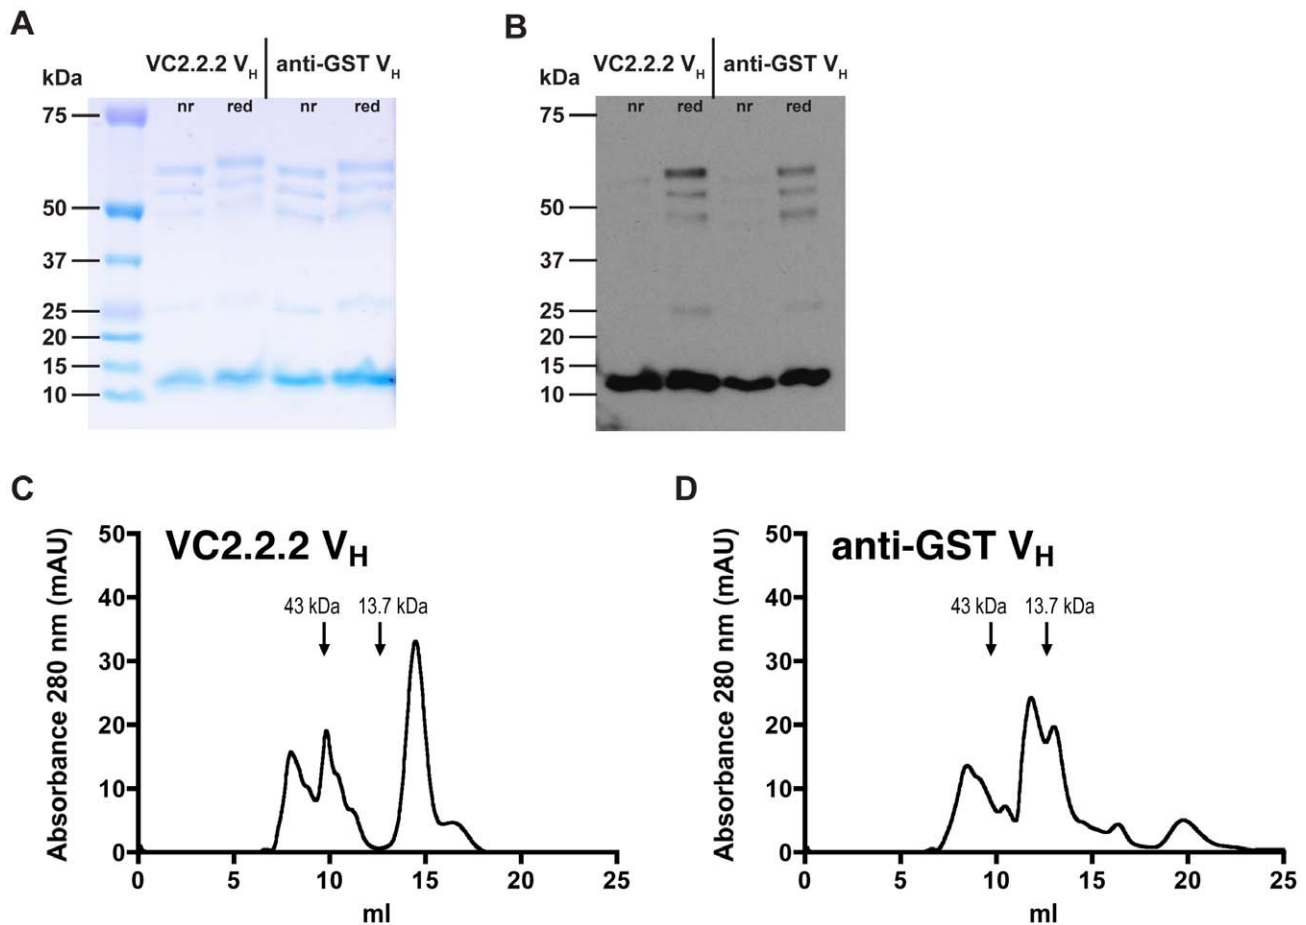 A
VC2.2.2 VH anti-GST VH
kDa
nr red nr red
75
50
37
25
20
15
10
B
VC2.2.2 VH anti-GST VH
kDa
nr red nr red
75
50
37
25
20
15
10
C
VC2.2.2 VH
Absorbance 280 nm (mAU)
50
40
30
20
10
0
43 kDa 13.7 kDa
0 5 10 15 20 25
ml
D
anti-GST VH
Absorbance 280 nm (mAU)
50
40
30
20
10
0
43 kDa 13.7 kDa
0 5 10 15 20 25
ml